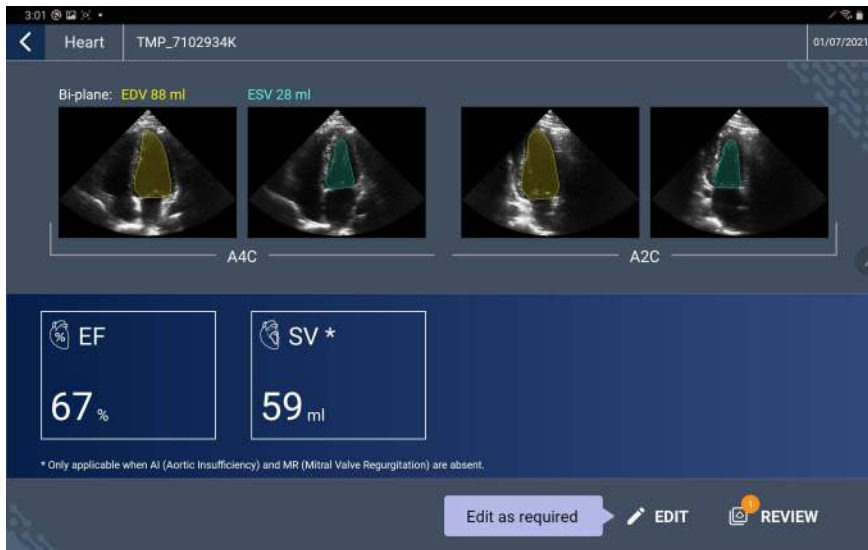 3:01
Heart TMP_7102934K 01/07/2021
Bi-plane: EDV 88 ml ESV 28 ml
A4C A2C
EF SV *
67 % 59 ml
* Only applicable when AI (Aortic Insufficiency) and MR (Mitral Valve Regurgitation) are absent.
Edit as required EDIT 1 REVIEW